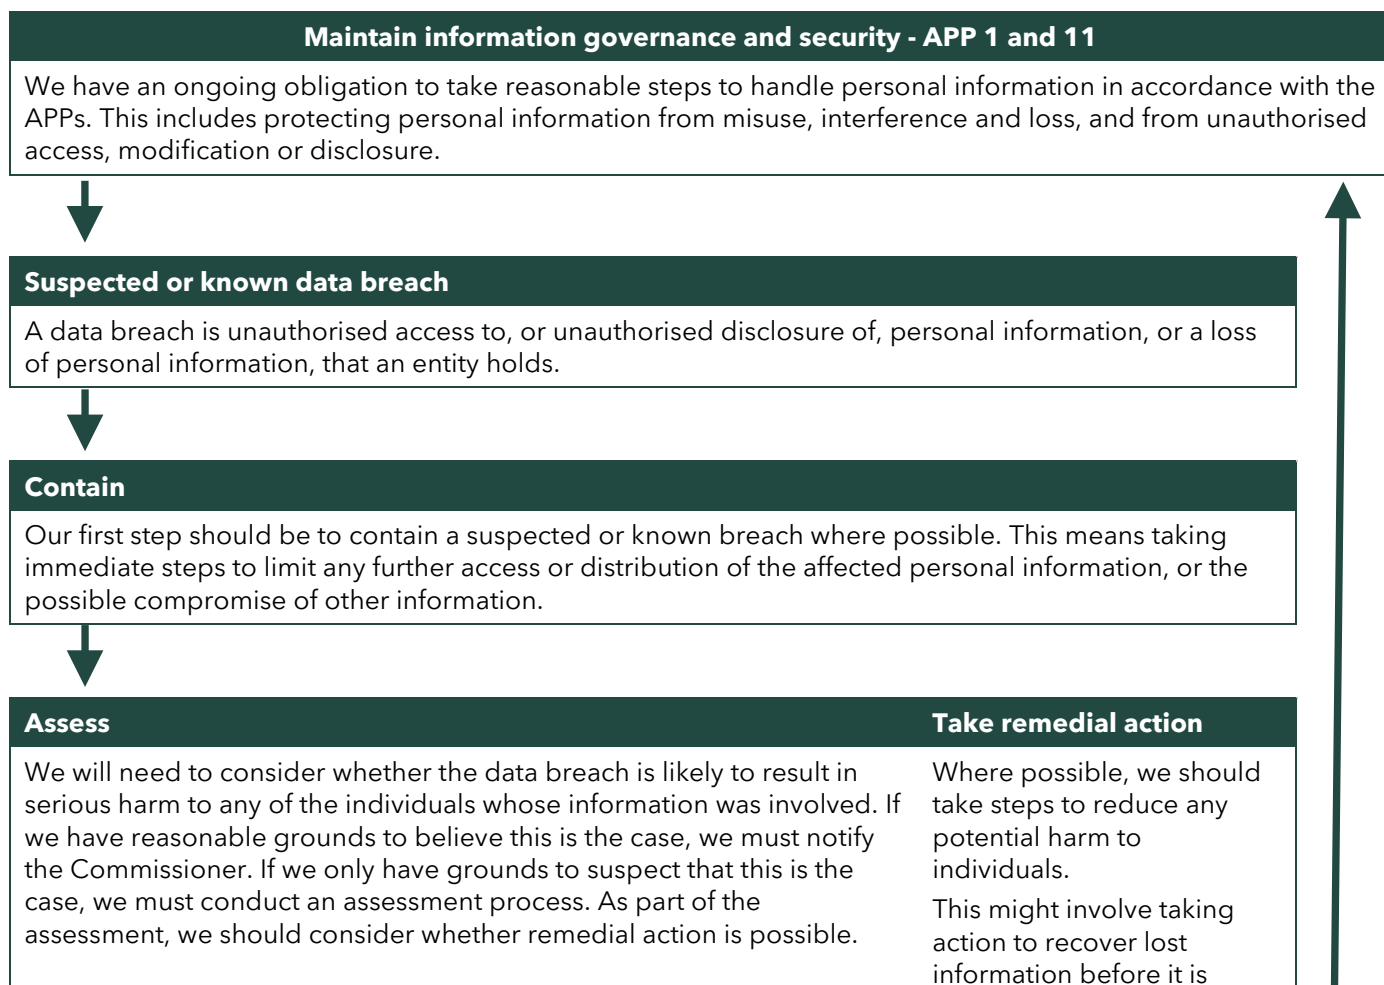 Maintain information governance and security - APP 1 and 11
We have an ongoing obligation to take reasonable steps to handle personal information in accordance with the
APPs. This includes protecting personal information from misuse, interference and loss, and from unauthorised
access, modification or disclosure.
Suspected or known data breach
A data breach is unauthorised access to, or unauthorised disclosure of, personal information, or a loss
of personal information, that an entity holds.
Contain
Our first step should be to contain a suspected or known breach where possible. This means taking
immediate steps to limit any further access or distribution of the affected personal information, or the
possible compromise of other information.
Assess
We will need to consider whether the data breach is likely to result in
serious harm to any of the individuals whose information was involved. If
we have reasonable grounds to believe this is the case, we must notify
the Commissioner. If we only have grounds to suspect that this is the
case, we must conduct an assessment process. As part of the
assessment, we should consider whether remedial action is possible.
Take remedial action
Where possible, we should
take steps to reduce any
potential harm to
individuals.
This might involve taking
action to recover lost
information before it is